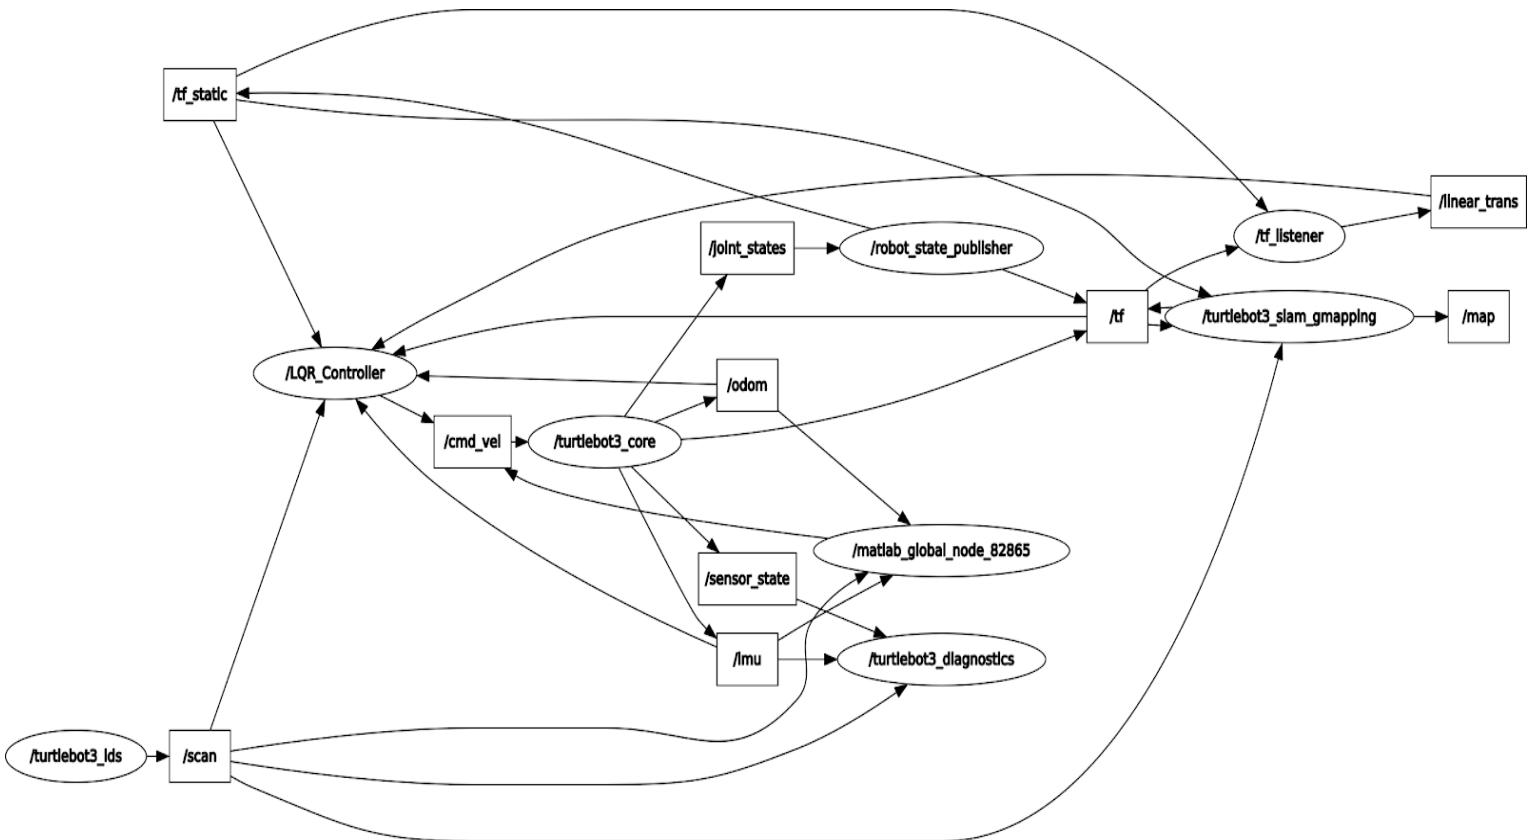 /tf_static
/linear_trans
/joint_states
/robot_state_publisher
/tf_listener
/tf
/turtlebot3_slam_gmapping
/map
/LQR_Controller
/odom
/cmd_vel
/turtlebot3_core
/matlab_global_node_82865
/sensor_state
/imu
/turtlebot3_diagnostics
/turtlebot3_lds
/scan